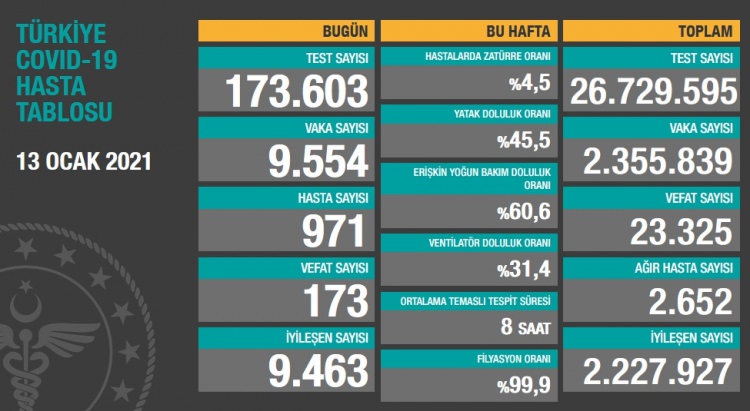 TÜRKİYE
COVID-19
HASTA
TABLOSU
13 OCAK 2021
BUGÜN
TEST SAYISI
173.603
VAKA SAYISI
9.554
HASTA SAYISI
971
VEFAT SAYISI
173
İYİLEŞEN SAYISI
9.463
BU HAFTA
HASTALARDA ZATÜRRE ORANI
%4,5
YATAK DOLULUK ORANI
%45,5
ERİŞKİN YOĞUN BAKIM DOLULUK
ORANI
%60,6
VENTİLATÖR DOLULUK ORANI
%31,4
ORTALAMA TEMASLI TESPİT SÜRESİ
8 SAAT
FİLYASYON ORANI
%99,9
TOPLAM
TEST SAYISI
26.729.595
VAKA SAYISI
2.355.839
VEFAT SAYISI
23.325
AĞIR HASTA SAYISI
2.652
İYİLEŞEN SAYISI
2.227.927